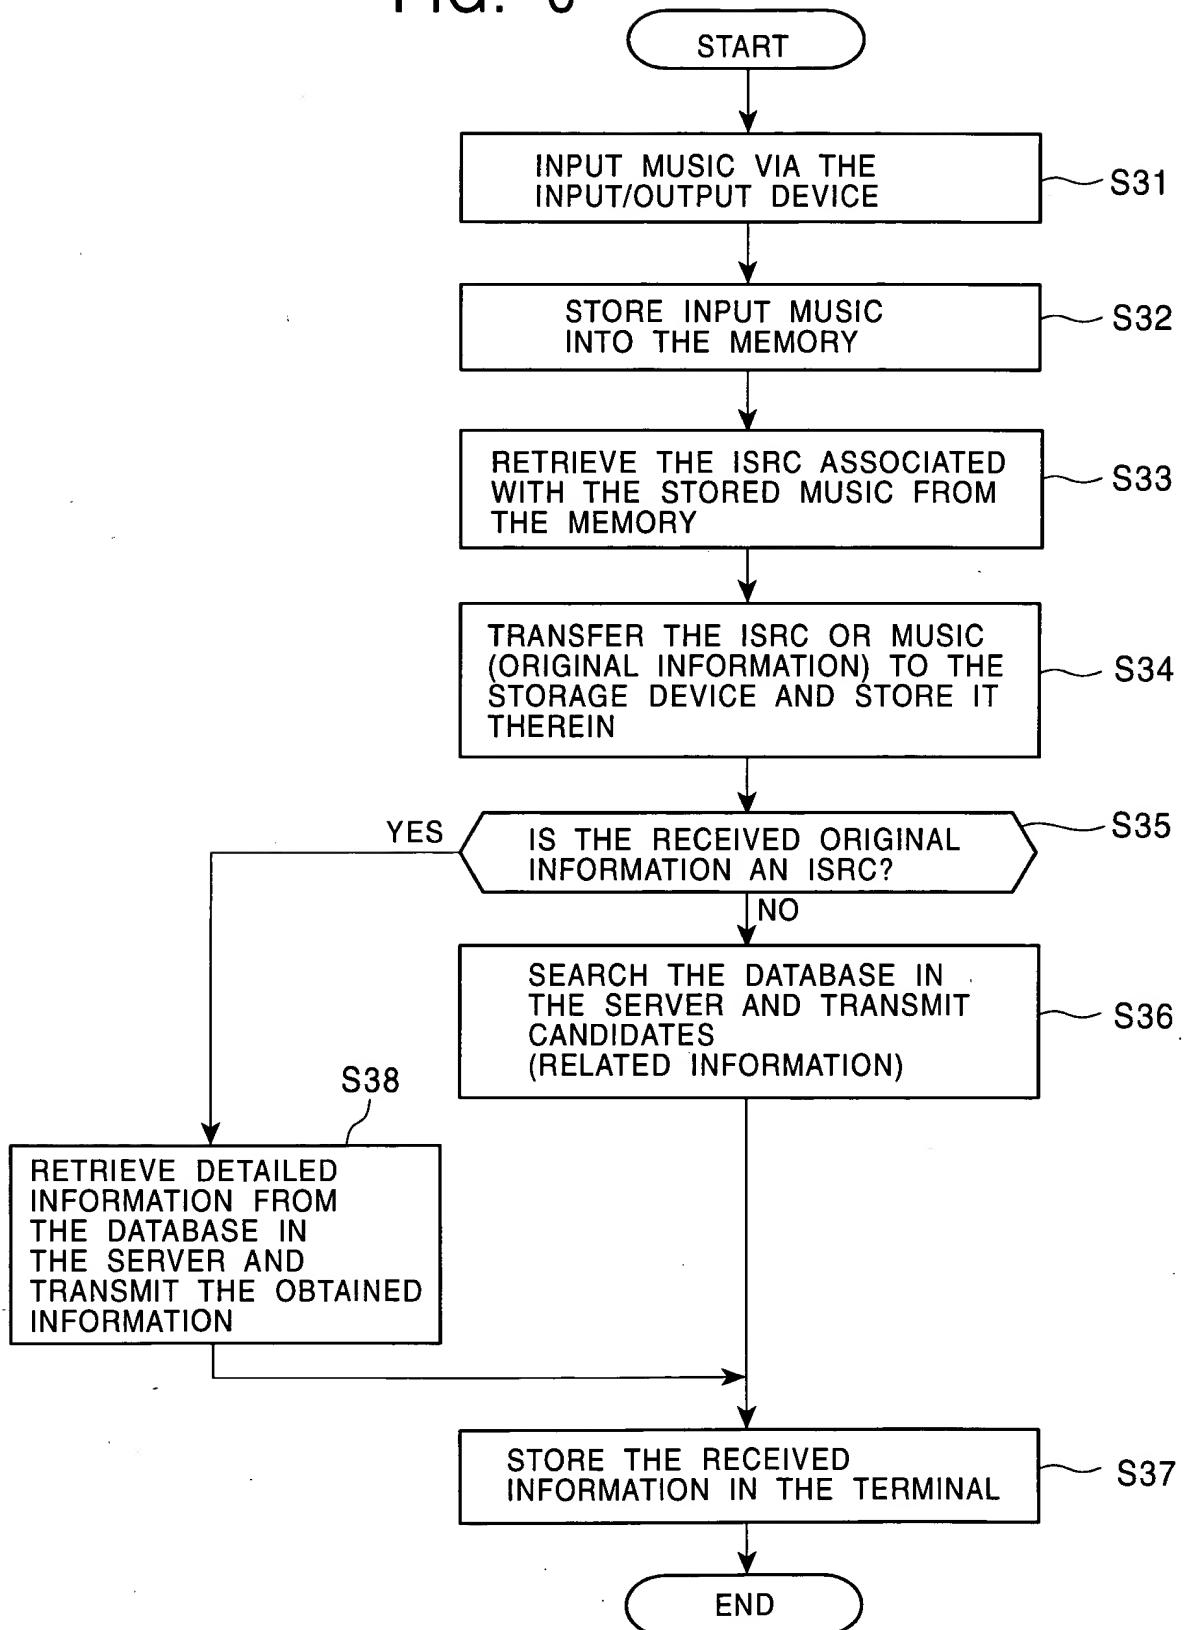 FIG.
START
INPUT MUSIC VIA THE
INPUT/OUTPUT DEVICE
S31
STORE INPUT MUSIC
INTO THE MEMORY
S32
RETRIEVE THE ISRC ASSOCIATED
WITH THE STORED MUSIC FROM
THE MEMORY
S33
TRANSFER THE ISRC OR MUSIC
(ORIGINAL INFORMATION) TO THE
STORAGE DEVICE AND STORE IT
THEREIN
S34
YES
IS THE RECEIVED ORIGINAL
INFORMATION AN ISRC?
S35
NO
SEARCH THE DATABASE IN
THE SERVER AND TRANSMIT
CANDIDATES
(RELATED INFORMATION)
S36
S38
RETRIEVE DETAILED
INFORMATION FROM
THE DATABASE IN
THE SERVER AND
TRANSMIT THE OBTAINED
INFORMATION
STORE THE RECEIVED
INFORMATION IN THE TERMINAL
S37
END